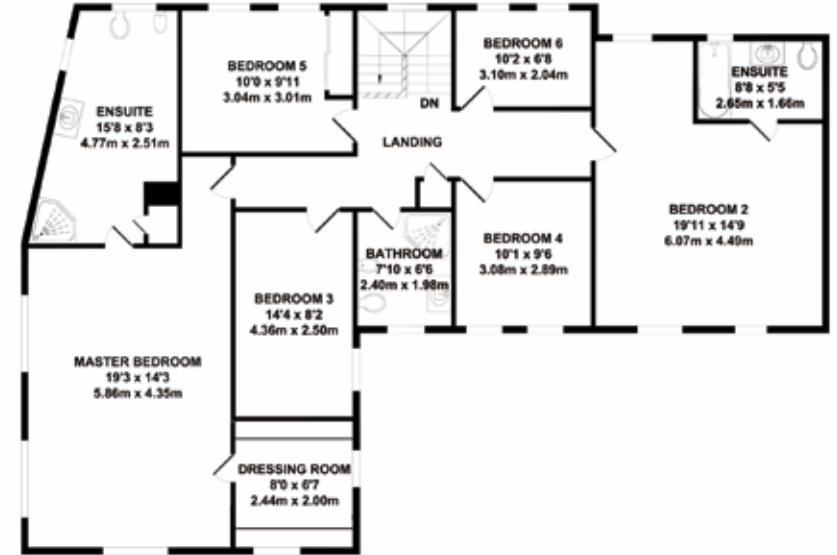 ENSUITE
15'8 x 8'3
4.77m x 2.51m
BEDROOM 5
10'0 x 9'11
3.04m x 3.01m
DN
LANDING
BEDROOM 6
10'2 x 6'8
3.10m x 2.04m
ENSUITE
8'8 x 5'5
2.65m x 1.66m
BEDROOM 2
19'11 x 14'9
6.07m x 4.49m
BEDROOM 4
10'1 x 9'6
3.08m x 2.89m
BATHROOM
7'10 x 6'6
2.40m x 1.98m
BEDROOM 3
14'4 x 8'2
4.36m x 2.50m
MASTER BEDROOM
19'3 x 14'3
5.86m x 4.35m
DRESSING ROOM
8'0 x 6'7
2.44m x 2.00m